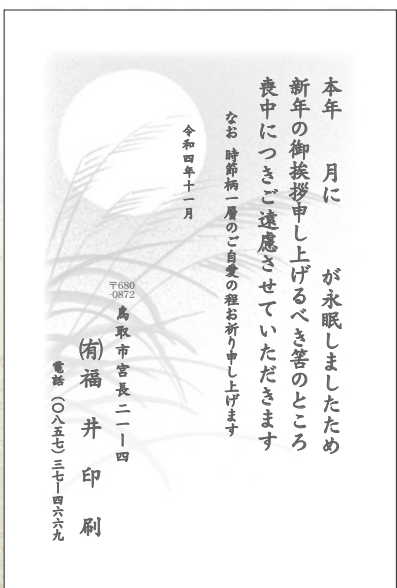 本年　月に　が永眠しましたため
新年の御挨拶申し上げるべき筈のところ
喪中につきご遠慮させていただきます
なお 時節柄一層のご自愛の程お祈り申し上げます
令和四年十一月
〒680-0872
鳥取市宮長二一ー四
㈲福井印刷
電話 (〇八五七) 三七ー四六六九